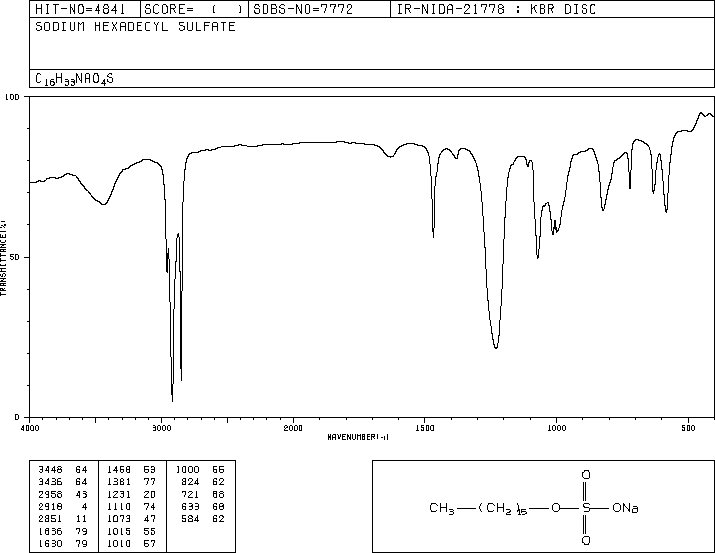 HIT-NO=4841 SCORE= ( ) SDBS-NO=7772 IR-NIDA-21778 : KBR DISC
SODIUM HEXADECYL SULFATE
C16H33NAO4S
100
TRANSMITTANCE(%)
50
0
4000 3000 2000 1500 1000 500
WAVENUMBER(-1)
3448 64 1468 53 1000 55
3436 64 1381 77 824 62
2958 43 1231 20 721 68
2918 4 1110 74 633 68
2851 11 1073 47 584 62
1636 79 1015 55
1630 79 1010 57
CH3 (CH2)15 O S ONa
O
O